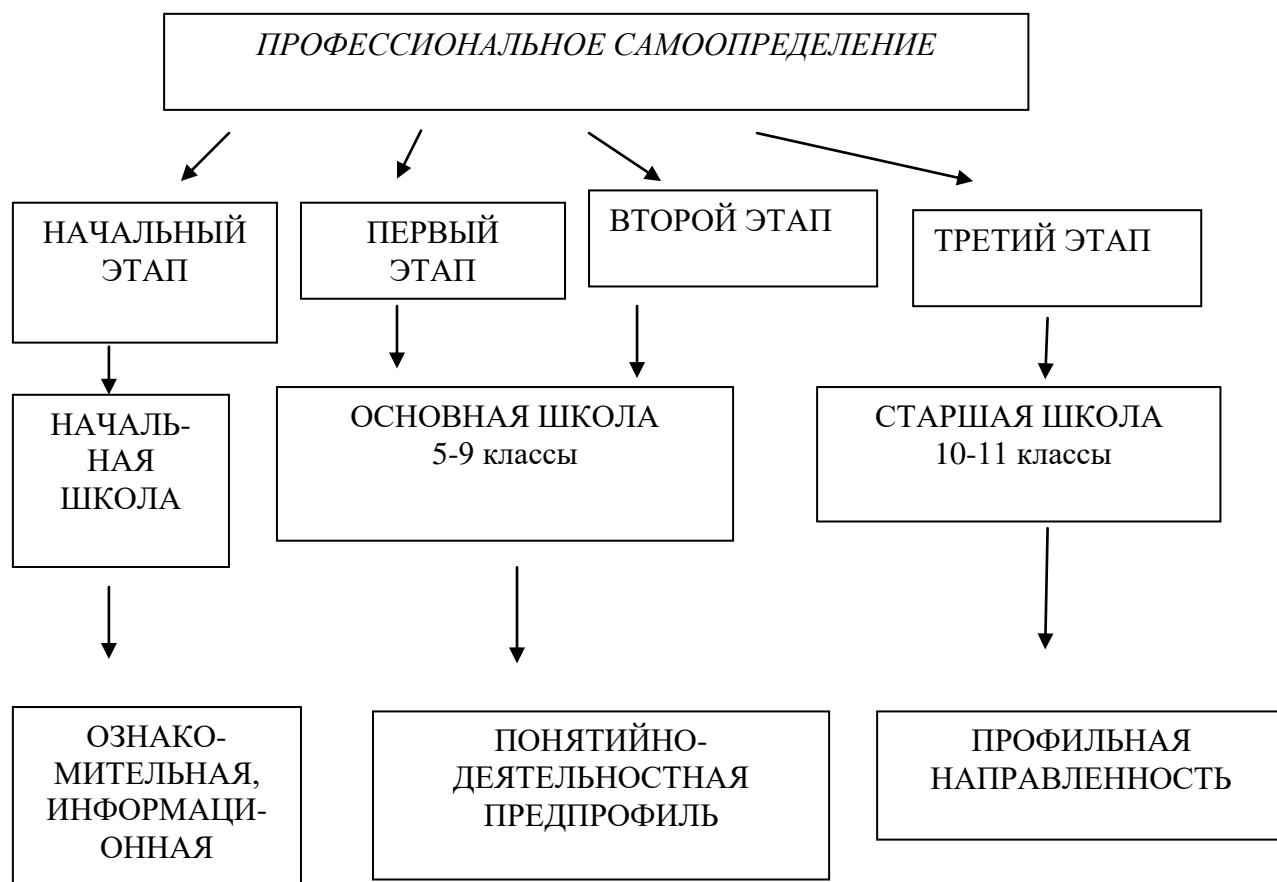 ПРОФЕССИОНАЛЬНОЕ САМООПРЕДЕЛЕНИЕ
НАЧАЛЬНЫЙ
ЭТАП
ПЕРВЫЙ
ЭТАП
ВТОРОЙ ЭТАП
ТРЕТИЙ ЭТАП
НАЧАЛЬ-
НАЯ
ШКОЛА
ОСНОВНАЯ ШКОЛА
5-9 классы
СТАРШАЯ ШКОЛА
10-11 классы
ОЗНАКО-
МИТЕЛЬНАЯ,
ИНФОРМАЦИ-
ОННАЯ
ПОНЯТИЙНО-
ДЕЯТЕЛЬНОСТНАЯ
ПРЕДПРОФИЛЬ
ПРОФИЛЬНАЯ
НАПРАВЛЕННОСТЬ